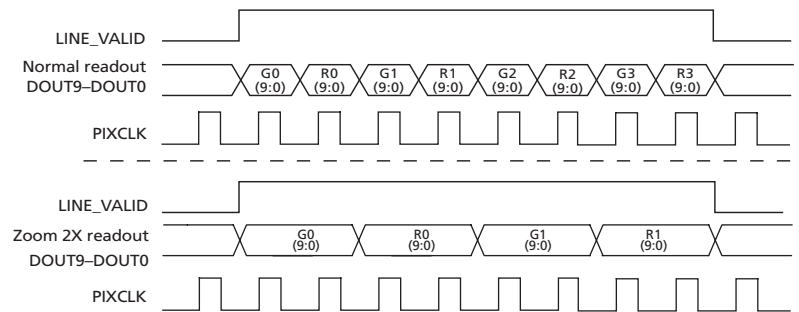 LINE_VALID
Normal readout
DOUT9–DOUT0
G0 R0 G1 R1 G2 R2 G3 R3
(9:0) (9:0) (9:0) (9:0) (9:0) (9:0) (9:0) (9:0)
PIXCLK
LINE_VALID
Zoom 2X readout
DOUT9–DOUT0
G0 R0 G1 R1
(9:0) (9:0) (9:0) (9:0)
PIXCLK